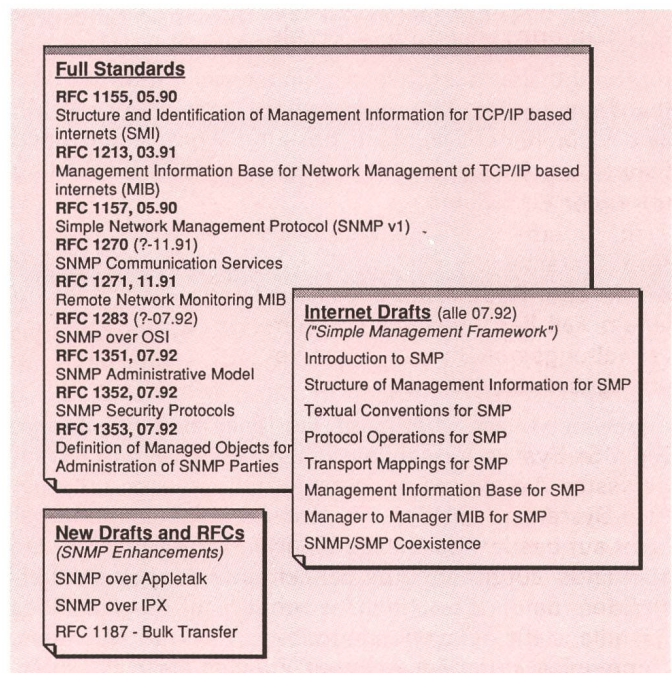 Full Standards
RFC 1155, 05.90
Structure and Identification of Management Information for TCP/IP based
internets (SMI)
RFC 1213, 03.91
Management Information Base for Network Management of TCP/IP based
internets (MIB)
RFC 1157, 05.90
Simple Network Management Protocol (SNMP v1)
RFC 1270 (?-11.91)
SNMP Communication Services
RFC 1271, 11.91
Remote Network Monitoring MIB
RFC 1283 (?-07.92)
SNMP over OSI
RFC 1351, 07.92
SNMP Administrative Model
RFC 1352, 07.92
SNMP Security Protocols
RFC 1353, 07.92
Definition of Managed Objects for
Administration of SNMP Parties
Internet Drafts (alle 07.92)
("Simple Management Framework")
Introduction to SMP
Structure of Management Information for SMP
Textual Conventions for SMP
Protocol Operations for SMP
Transport Mappings for SMP
Management Information Base for SMP
Manager to Manager MIB for SMP
SNMP/SMP Coexistence
New Drafts and RFCs
(SNMP Enhancements)
SNMP over Appletalk
SNMP over IPX
RFC 1187 - Bulk Transfer